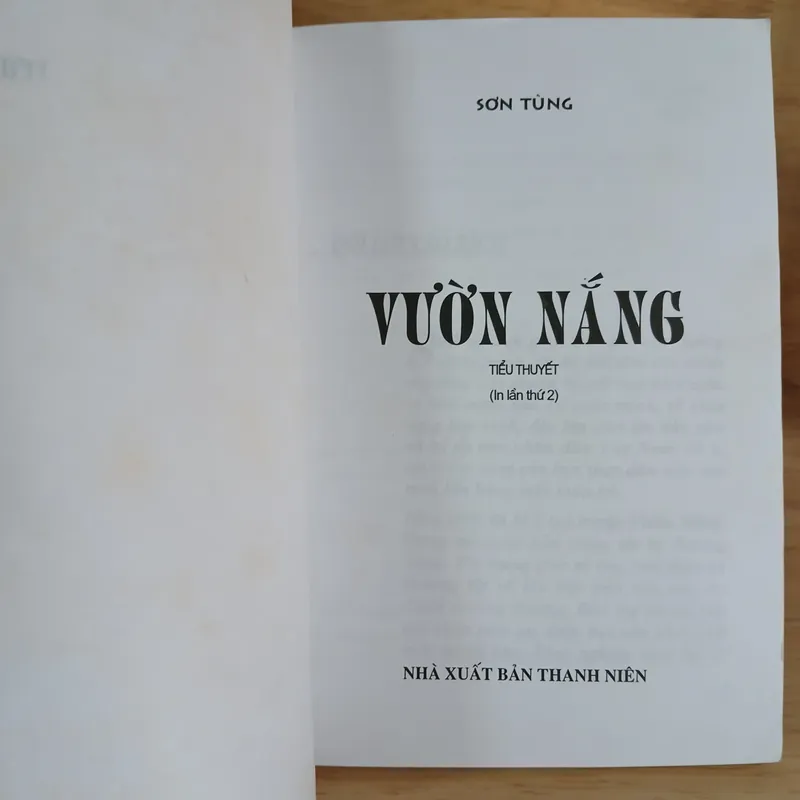 SƠN TÙNG
VƯỜN NẮNG
TIỂU THUYẾT
(In lần thứ 2)
NHÀ XUẤT BẢN THANH NIÊN